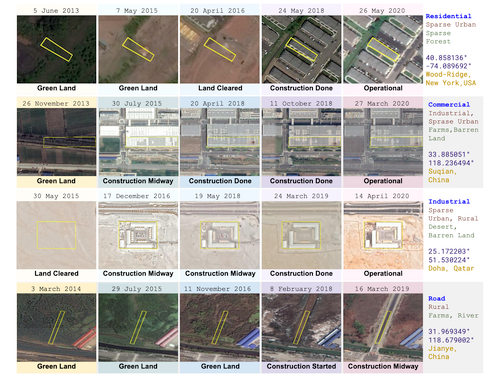 5 June 2013
7 May 2015
20 April 2016
24 May 2018
26 May 2020
Green Land
Green Land
Land Cleared
Construction Done
Operational
Residential
Sparse Urban
Sparse
Forest
40.858136°
-74.089692°
Wood-Ridge,
New York,USA
26 November 2013
30 July 2015
20 April 2018
11 October 2018
27 March 2020
Green Land
Construction Midway
Construction Done
Construction Done
Operational
Commercial
Industrial,
Sprase Urban
Farms,Barren
Land
33.885051°
118.236494°
Suqian,
China
30 May 2015
17 December 2016
19 May 2018
24 March 2019
14 April 2020
Land Cleared
Construction Midway
Construction Midway
Construction Done
Operational
Industrial
Sparse
Urban, Rural
Desert,
Barren Land
25.172203°
51.530224°
Doha, Qatar
3 March 2014
29 July 2015
11 November 2016
8 February 2018
16 March 2019
Green Land
Green Land
Green Land
Construction Started
Construction Midway
Road
Rural
Farms, River
31.969349°
118.679002°
Jianye,
China